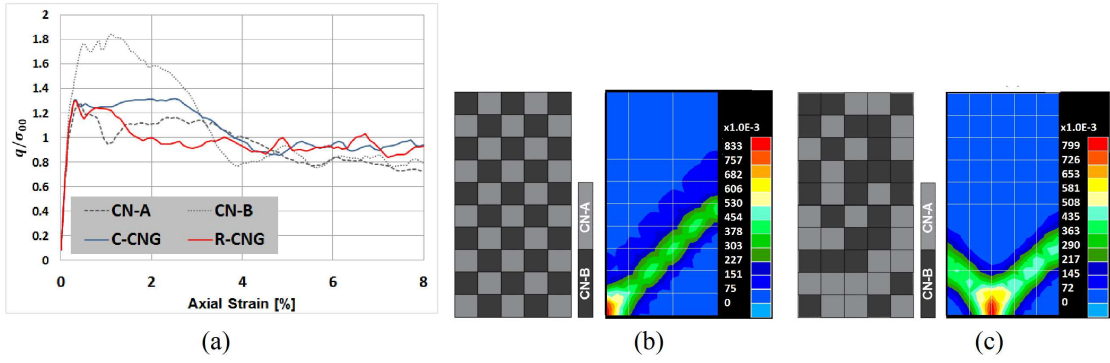 2
1.8
1.6
1.4
1.2
1
0.8
0.6
0.4
0.2
0
q/σ00
CN-A
CN-B
C-CNG
R-CNG
0
2
4
6
8
Axial Strain [%]
(a)
CN-A
CN-B
x1.0E-3
833
757
682
606
530
454
378
303
227
151
75
0
(b)
CN-A
CN-B
x1.0E-3
799
726
653
581
508
435
363
290
217
145
72
0
(c)